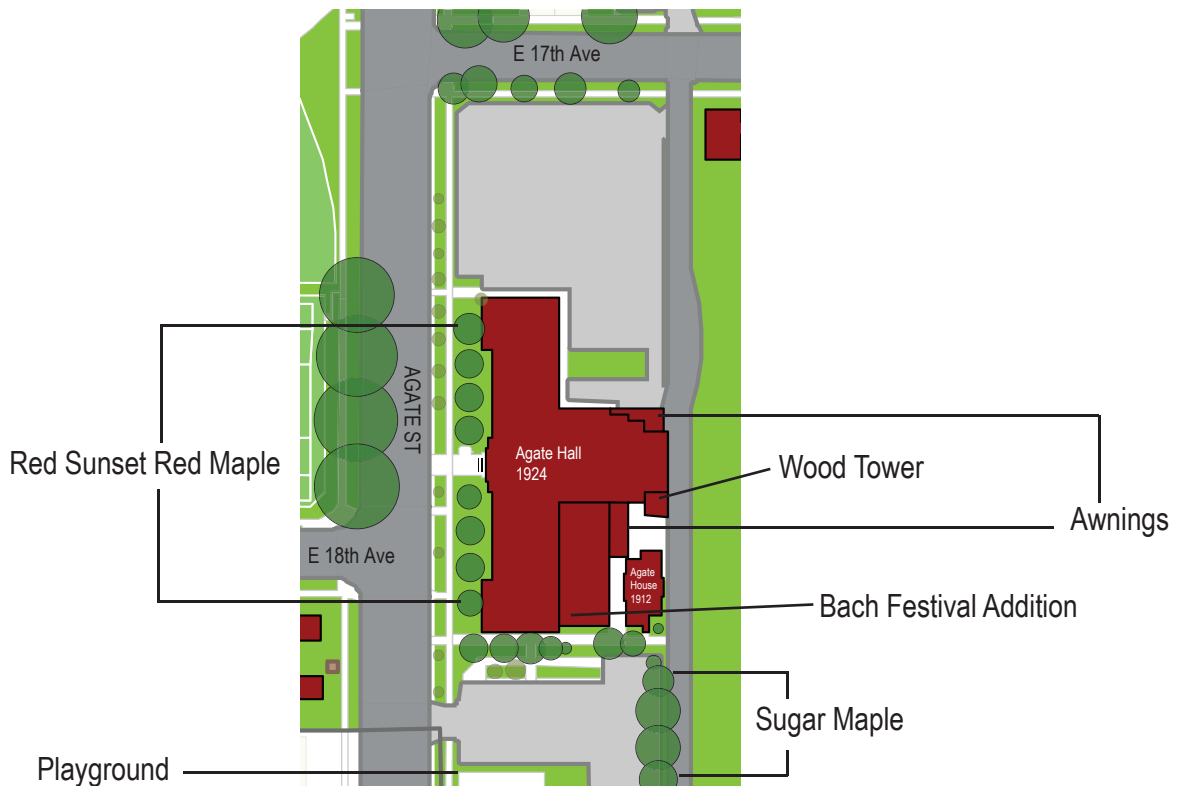 E 17th Ave
AGATE ST
Red Sunset Red Maple
Agate Hall
1924
Wood Tower
Awnings
E 18th Ave
Agate
House
1912
Bach Festival Addition
Sugar Maple
Playground